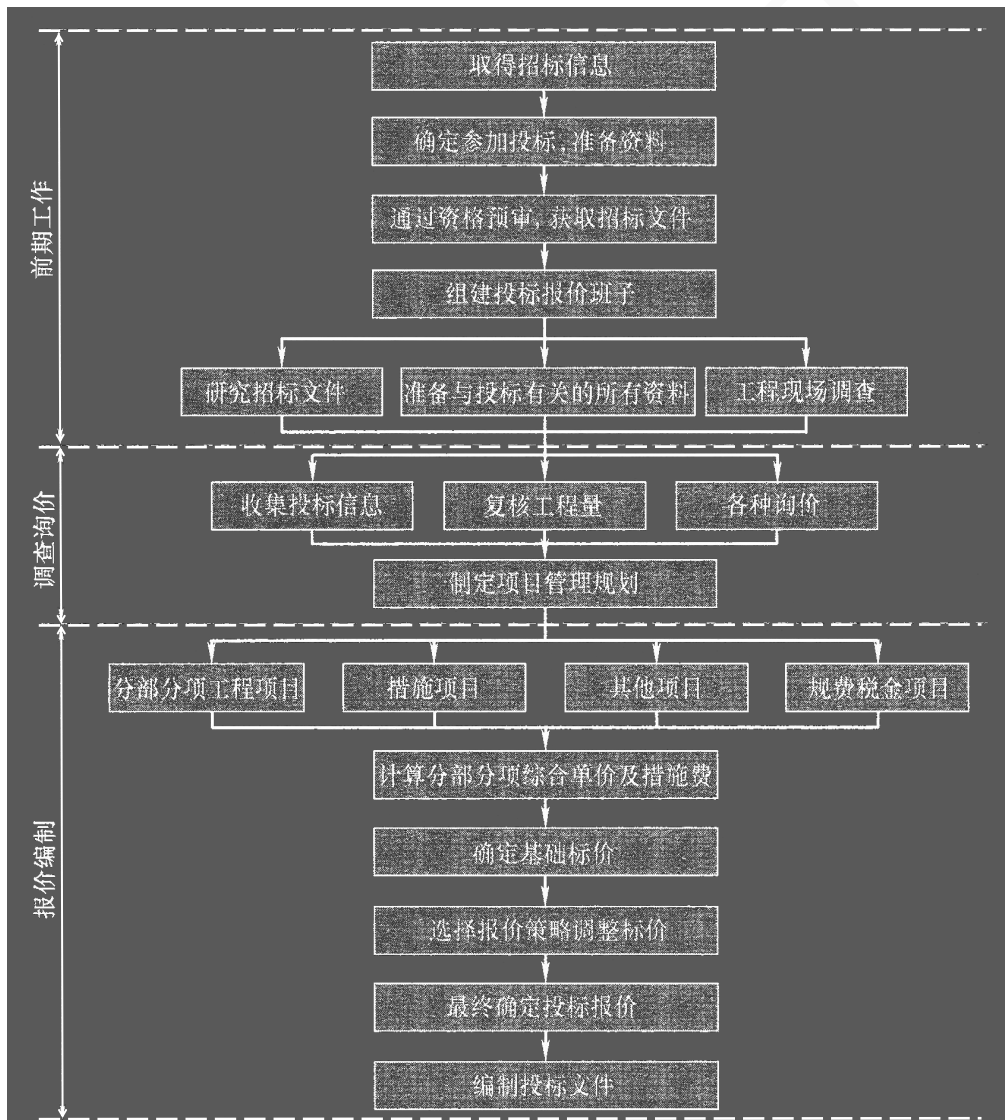 前期工作
取得招标信息
确定参加投标,准备资料
通过资格预审,获取招标文件
组建投标报价班子
研究招标文件
准备与投标有关的所有资料
工程现场调查
调查询价
收集投标信息
复核工程量
各种询价
制定项目管理规划
报价编制
分部分项工程项目
措施项目
其他项目
规费税金项目
计算分部分项综合单价及措施费
确定基础标价
选择报价策略调整标价
最终确定投标报价
编制投标文件